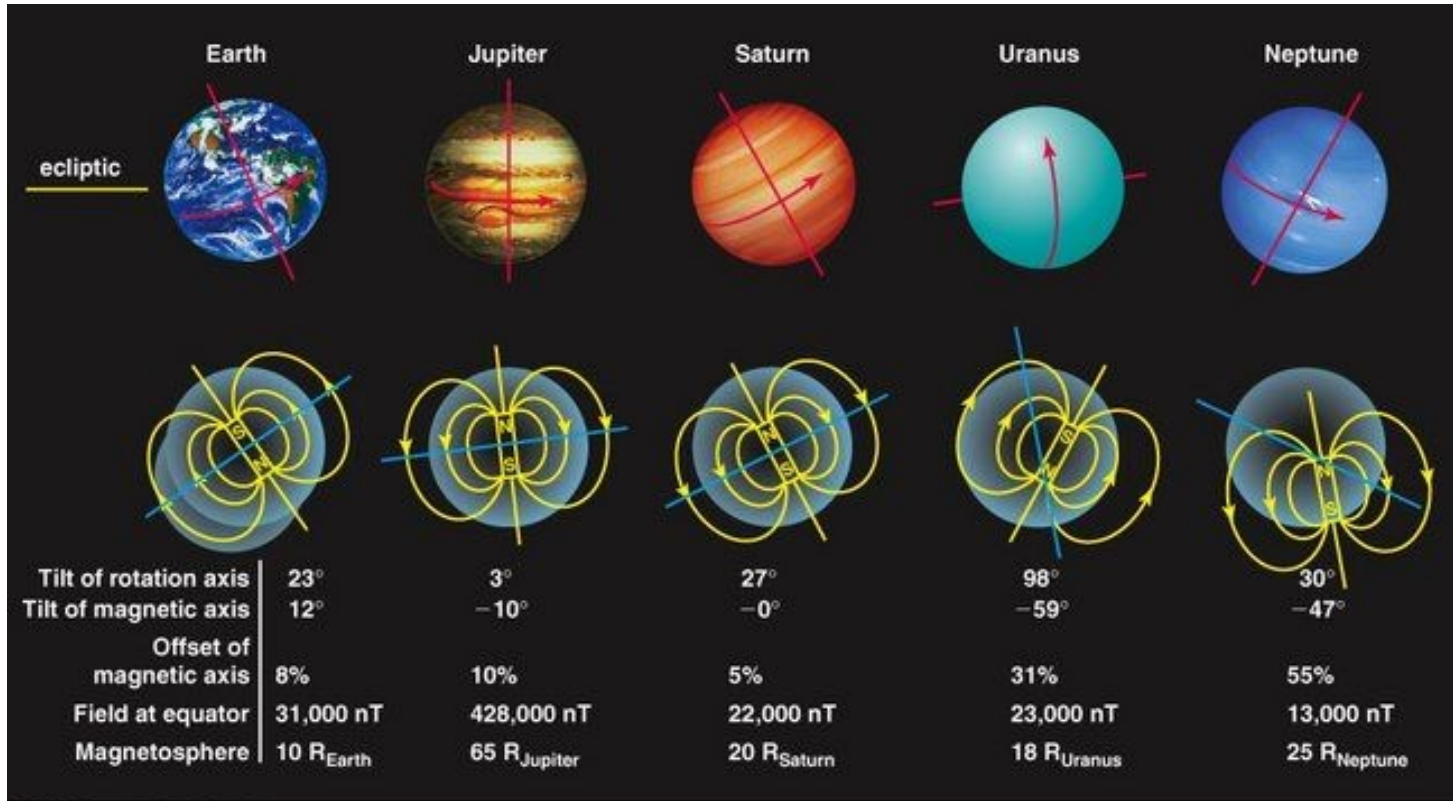 Earth Jupiter Saturn Uranus Neptune
ecliptic
S N
N S
N S
S N
N S
Tilt of rotation axis 23° 3° 27° 98° 30°
Tilt of magnetic axis 12° −10° −0° −59° −47°
Offset of
magnetic axis 8% 10% 5% 31% 55%
Field at equator 31,000 nT 428,000 nT 22,000 nT 23,000 nT 13,000 nT
Magnetosphere 10 REarth 65 RJupiter 20 RSaturn 18 RUranus 25 RNeptune